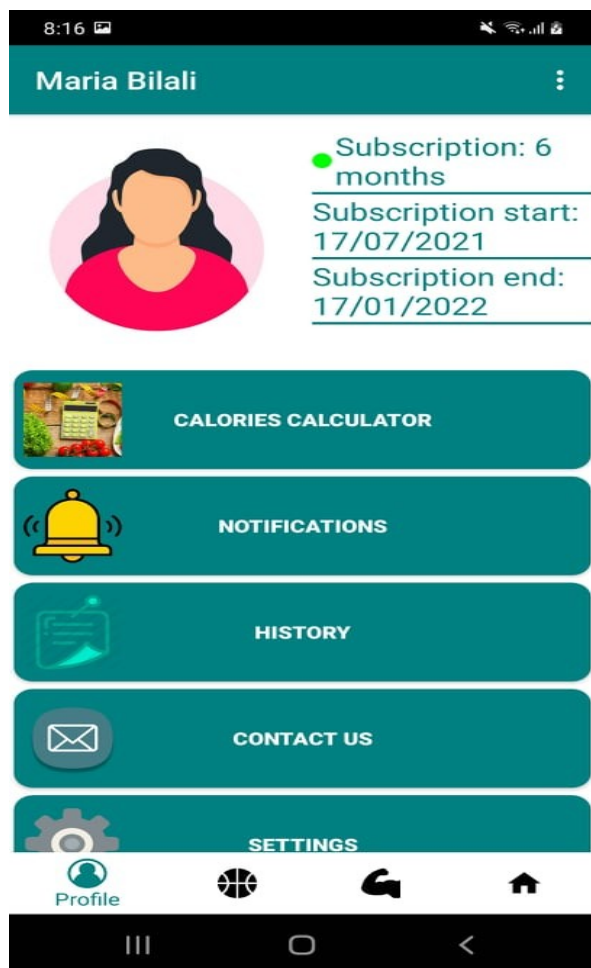 8:16
Maria Bilali
Subscription: 6
months
Subscription start:
17/07/2021
Subscription end:
17/01/2022
CALORIES CALCULATOR
NOTIFICATIONS
HISTORY
CONTACT US
SETTINGS
Profile